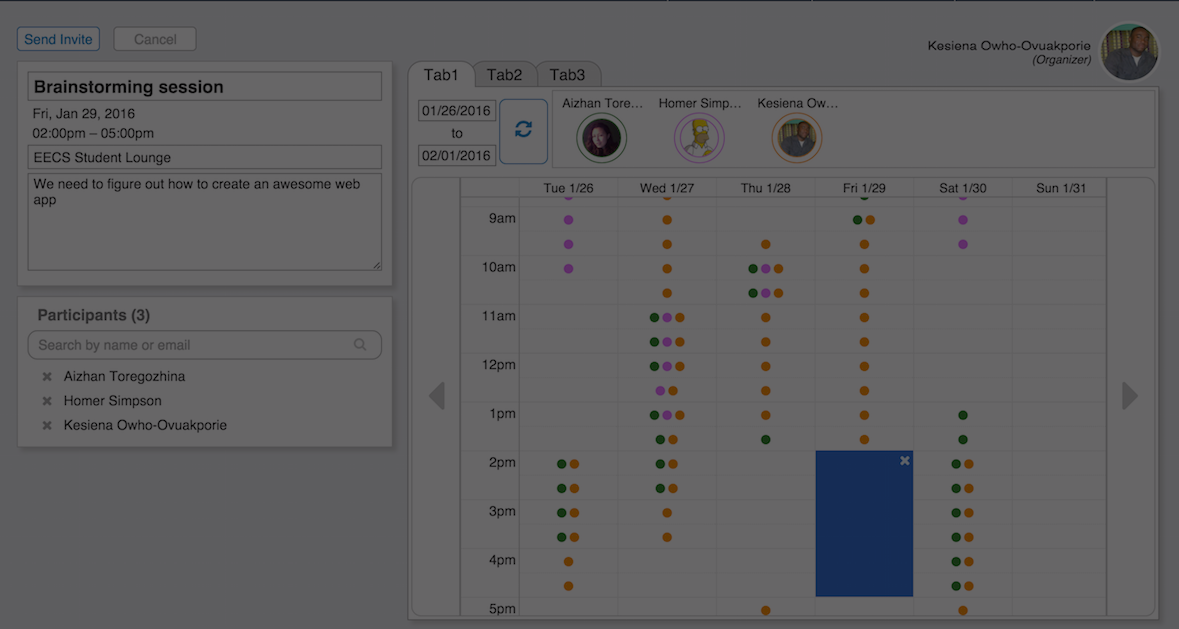 Send Invite
Cancel
Kesiena Owho-Ovuakporie
(Organizer)
Brainstorming session
Fri, Jan 29, 2016
02:00pm – 05:00pm
EECS Student Lounge
We need to figure out how to create an awesome web
app
Participants (3)
Search by name or email
Aizhan Toregozhina
Homer Simpson
Kesiena Owho-Ovuakporie
Tab1
Tab2
Tab3
01/26/2016
to
02/01/2016
Aizhan Tore...
Homer Simp...
Kesiena Ow...
Tue 1/26
Wed 1/27
Thu 1/28
Fri 1/29
Sat 1/30
Sun 1/31
9am
10am
11am
12pm
1pm
2pm
3pm
4pm
5pm